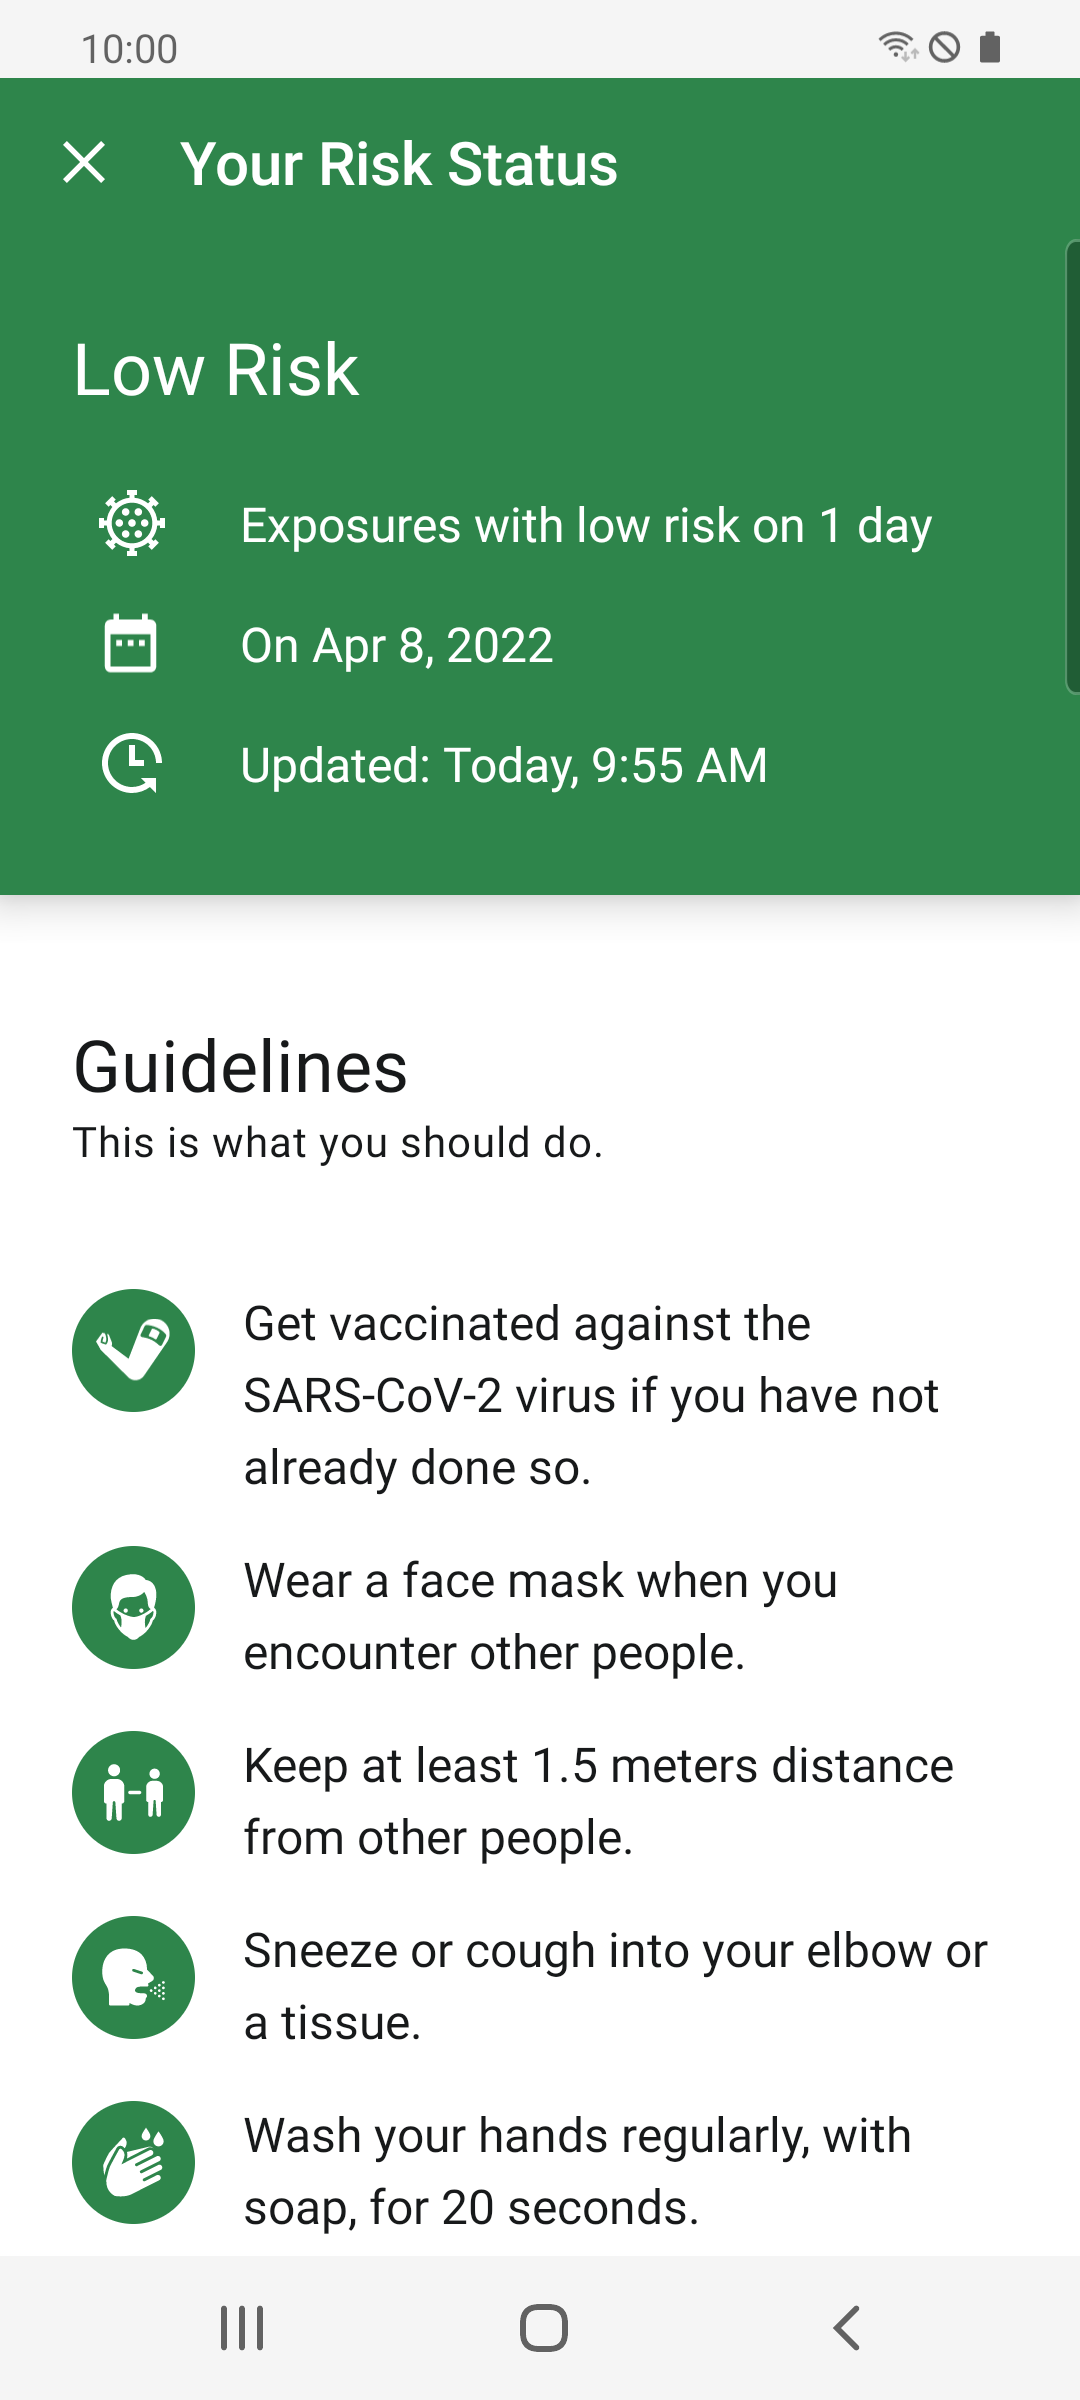 10:00
Your Risk Status
Low Risk
Exposures with low risk on 1 day
On Apr 8, 2022
Updated: Today, 9:55 AM
Guidelines
This is what you should do.
Get vaccinated against the
SARS-CoV-2 virus if you have not
already done so.
Wear a face mask when you
encounter other people.
Keep at least 1.5 meters distance
from other people.
Sneeze or cough into your elbow or
a tissue.
Wash your hands regularly, with
soap, for 20 seconds.